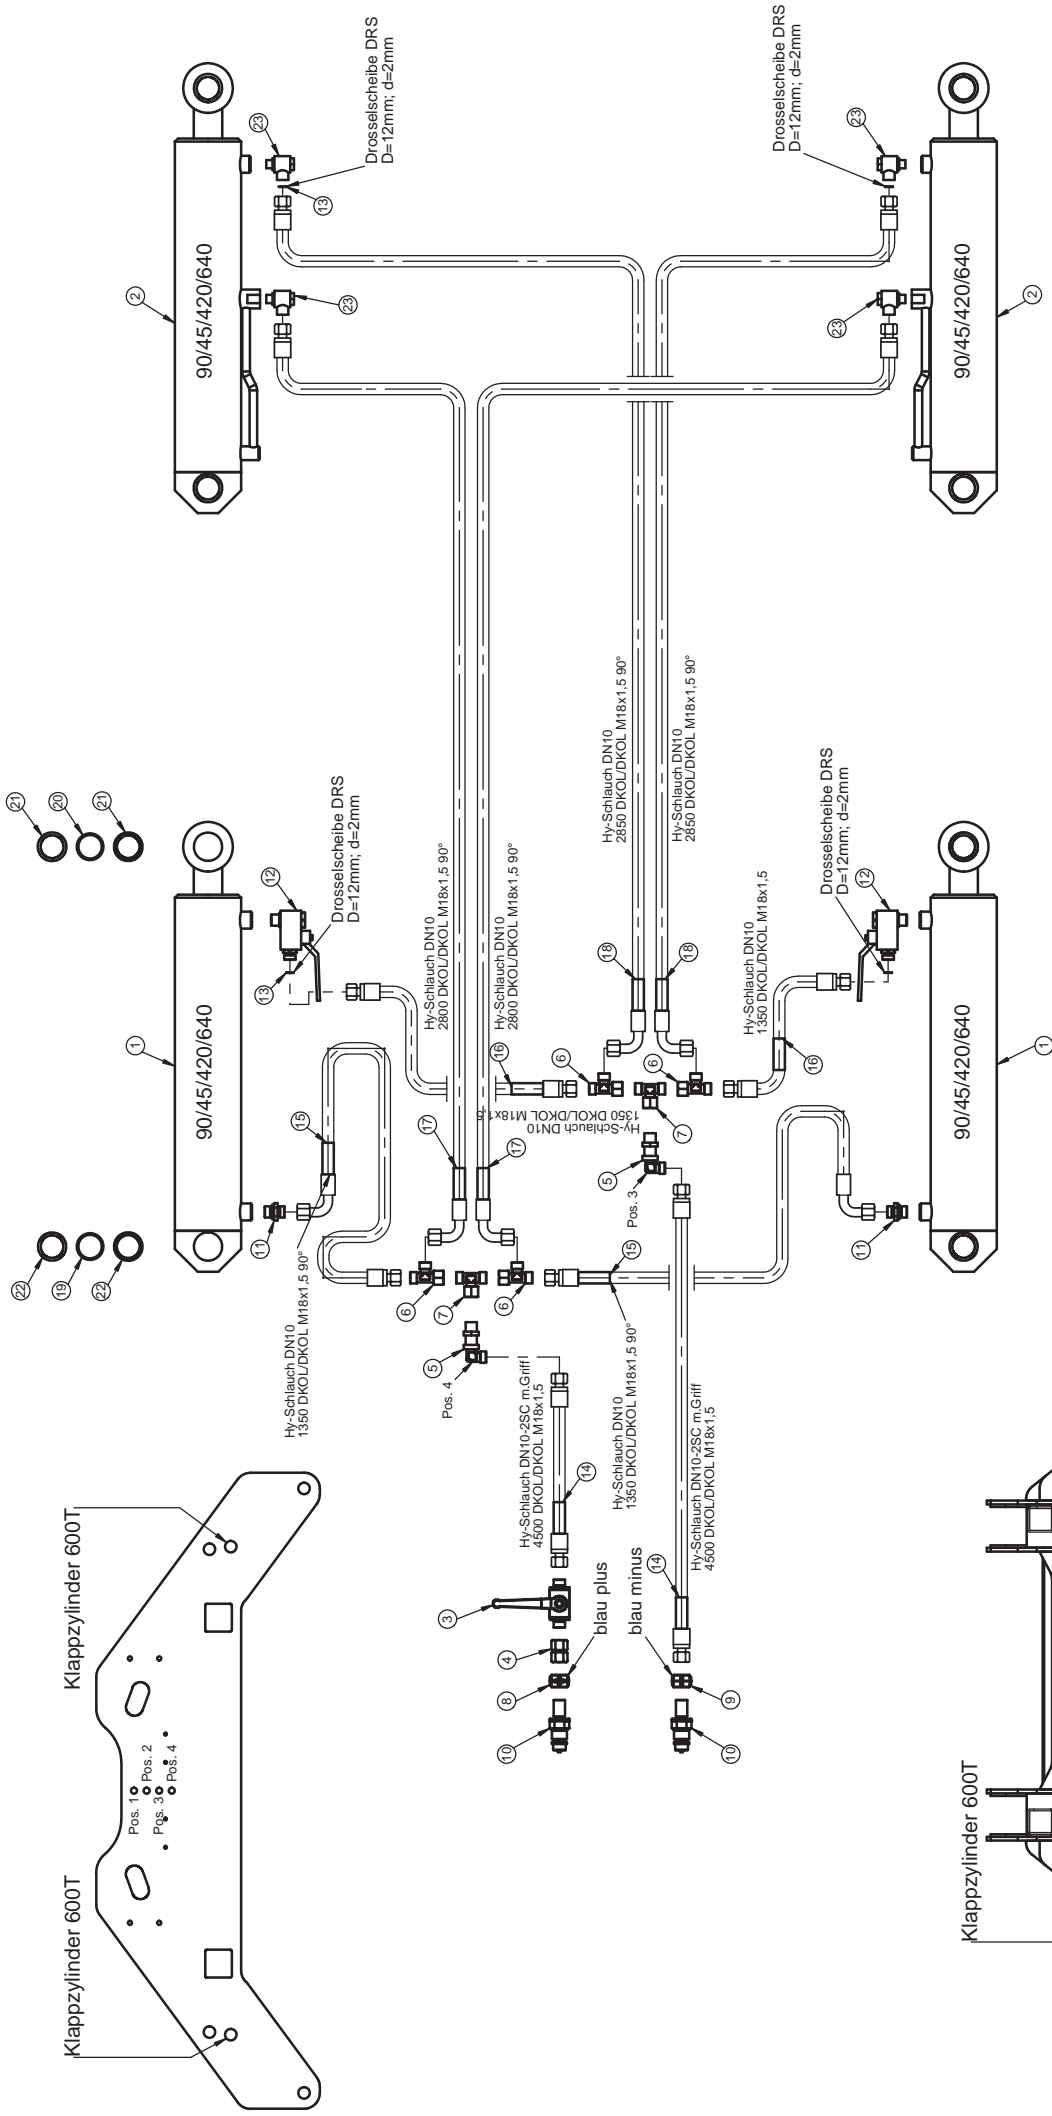 Klappzylinder 600T
Klappzylinder 600T
Pos. 1
Pos. 2
Pos. 3
Pos. 4
22
19
22
21
20
21
1
90/45/420/640
2
90/45/420/640
11
15
Hy-Schlauch DN10
1350 DKOL/DKOL M18x1,5 90°
12
13
Drosselscheibe DRS
D=12mm; d=2mm
23
23
13
Drosselscheibe DRS
D=12mm; d=2mm
6
7
6
5
Pos. 4
17
17
Hy-Schlauch DN10
2800 DKOL/DKOL M18x1,5 90°
Hy-Schlauch DN10
2800 DKOL/DKOL M18x1,5 90°
16
Hy-Schlauch DN10
1350 DKOL/DKOL M18x1,5
10
8
4
3
blau plus
14
Hy-Schlauch DN10-2SC m.Griff
4500 DKOL/DKOL M18x1,5
6
6
7
5
Pos. 3
18
18
Hy-Schlauch DN10
2850 DKOL/DKOL M18x1,5 90°
Hy-Schlauch DN10
2850 DKOL/DKOL M18x1,5 90°
15
Hy-Schlauch DN10
1350 DKOL/DKOL M18x1,5 90°
10
9
blau minus
14
Hy-Schlauch DN10-2SC m.Griff
4500 DKOL/DKOL M18x1,5
16
Hy-Schlauch DN10
1350 DKOL/DKOL M18x1,5
11
12
Drosselscheibe DRS
D=12mm; d=2mm
23
23
Drosselscheibe DRS
D=12mm; d=2mm
90/45/420/640
1
90/45/420/640
2
Klappzylinder 600T